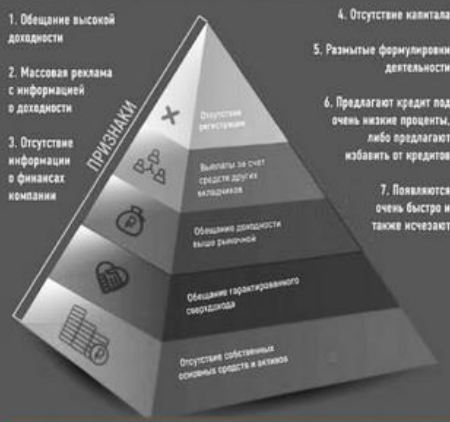 1. Обещание высокой
доходности
2. Массовая реклама
с информацией
о доходности
3. Отсутствие
информации
о финансах
компании
ПРИЗНАКИ
Отсутствие
регистрации
Выплаты за счет
средств других
вкладчиков
Обещание доходности
выше рыночной
Обещание гарантированного
сверхдохода
Отсутствие собственных
основных средств и активов
4. Отсутствие капитала
5. Размытые формулировки
деятельности
6. Предлагают кредит под
очень низкие проценты,
либо предлагают
избавить от кредитов
7. Появляются
очень быстро и
также исчезают